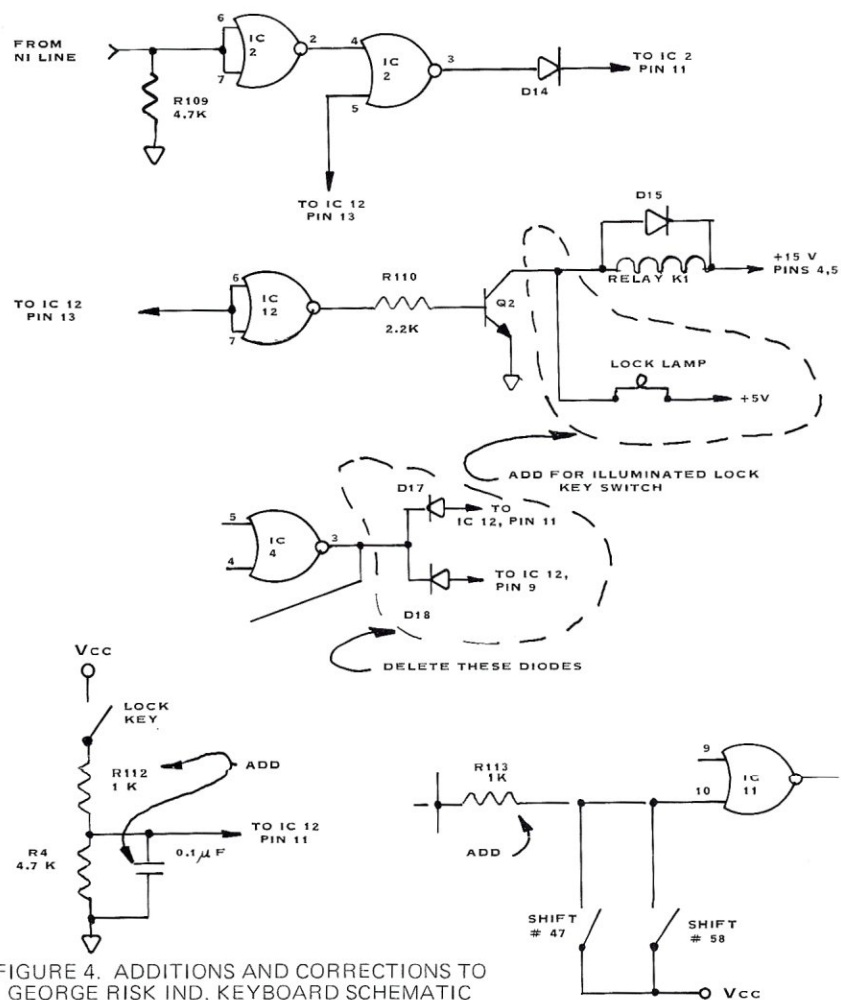 FROM
NI LINE
6
7
IC
2
2
4
5
IC
2
3
D14
TO IC 2
PIN 11
R109
4.7K
TO IC 12
PIN 13
D15
RELAY K1
+15 V
PINS 4,5
TO IC 12
PIN 13
6
7
IC
12
R110
2.2K
Q2
LOCK LAMP
+5V
ADD FOR ILLUMINATED LOCK
KEY SWITCH
5
4
IC
4
3
D17
TO
IC 12, PIN 11
TO IC 12,
PIN 9
D18
DELETE THESE DIODES
Vcc
LOCK
KEY
R112
1 K
ADD
TO IC 12
PIN 11
R4
4.7 K
0.1µF
R113
1K
ADD
9
10
IC
11
SHIFT
# 47
SHIFT
# 58
Vcc
FIGURE 4. ADDITIONS AND CORRECTIONS TO
GEORGE RISK IND. KEYBOARD SCHEMATIC